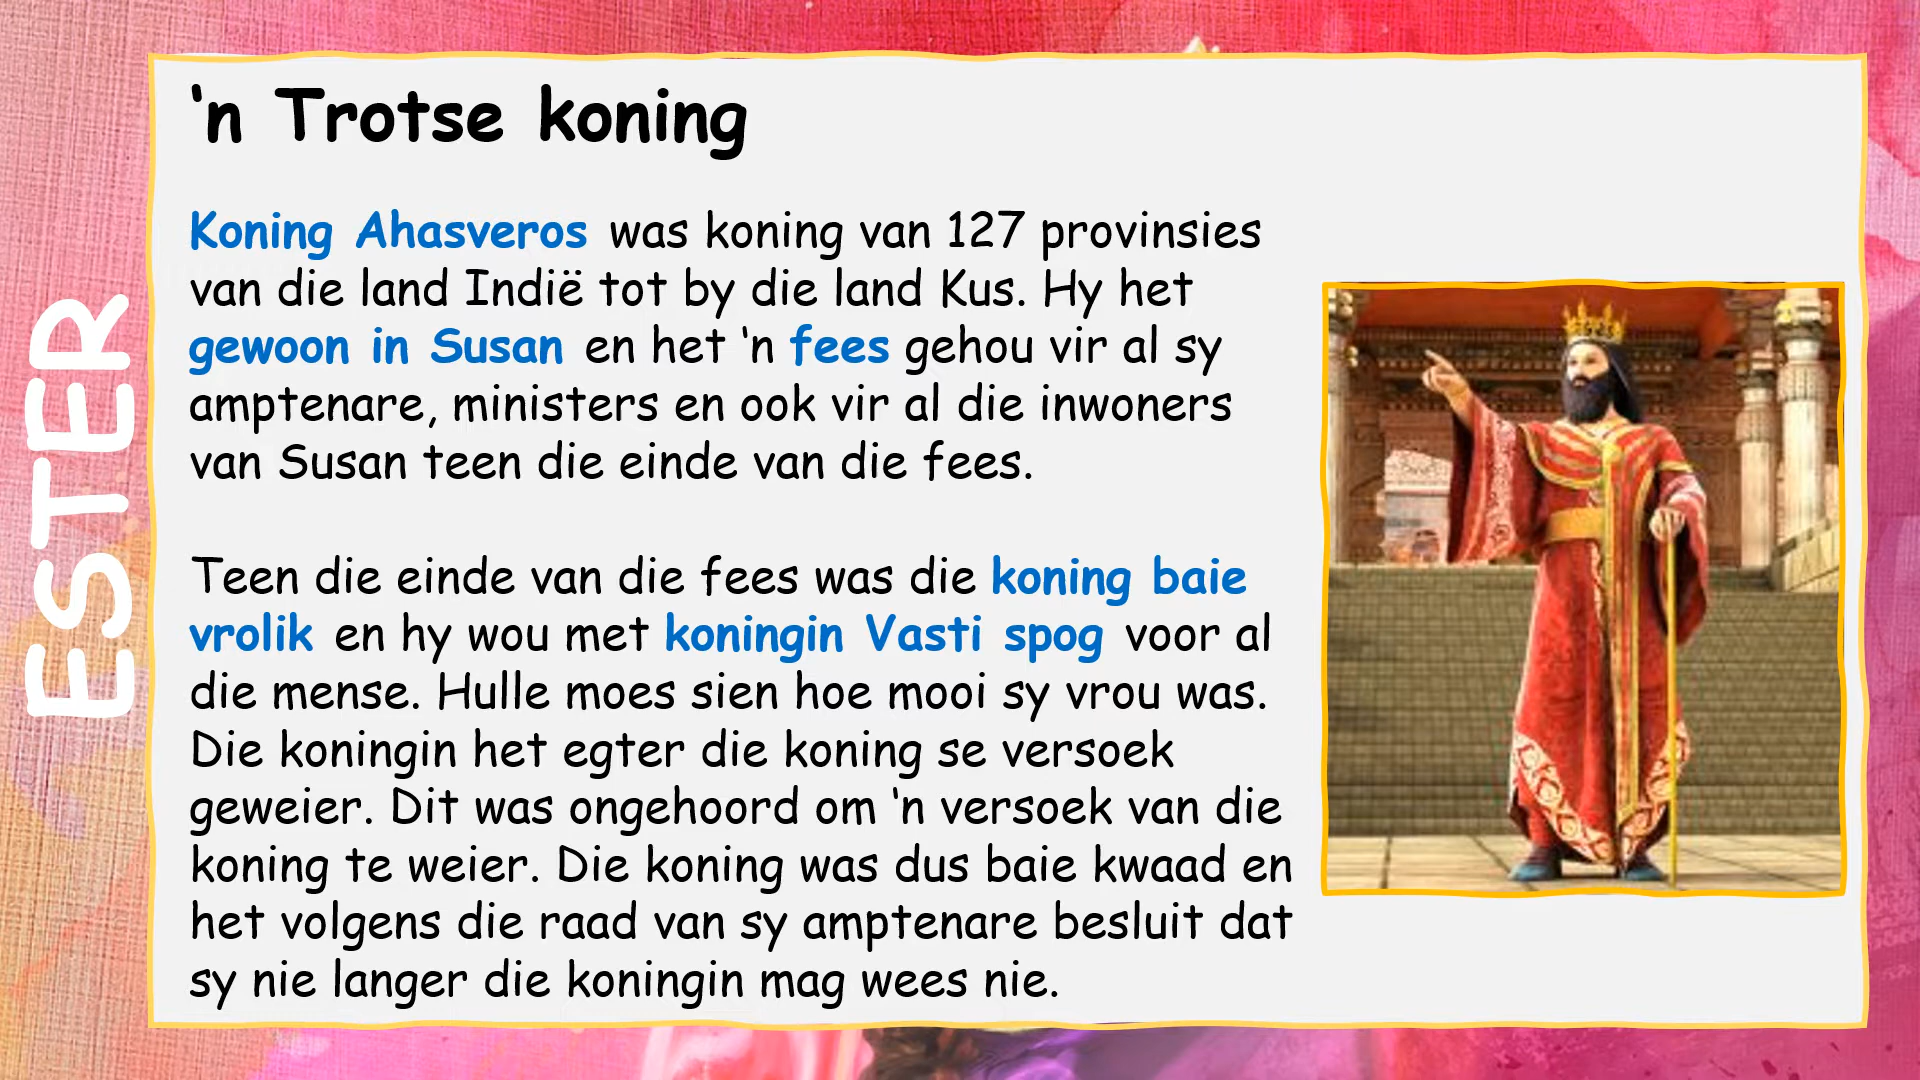 ESTER
‘n Trotse koning
Koning Ahasveros was koning van 127 provinsies
van die land Indië tot by die land Kus. Hy het
gewoon in Susan en het ‘n fees gehou vir al sy
amptenare, ministers en ook vir al die inwoners
van Susan teen die einde van die fees.
Teen die einde van die fees was die koning baie
vrolik en hy wou met koningin Vasti spog voor al
die mense. Hulle moes sien hoe mooi sy vrou was.
Die koningin het egter die koning se versoek
geweier. Dit was ongehoord om ‘n versoek van die
koning te weier. Die koning was dus baie kwaad en
het volgens die raad van sy amptenare besluit dat
sy nie langer die koningin mag wees nie.